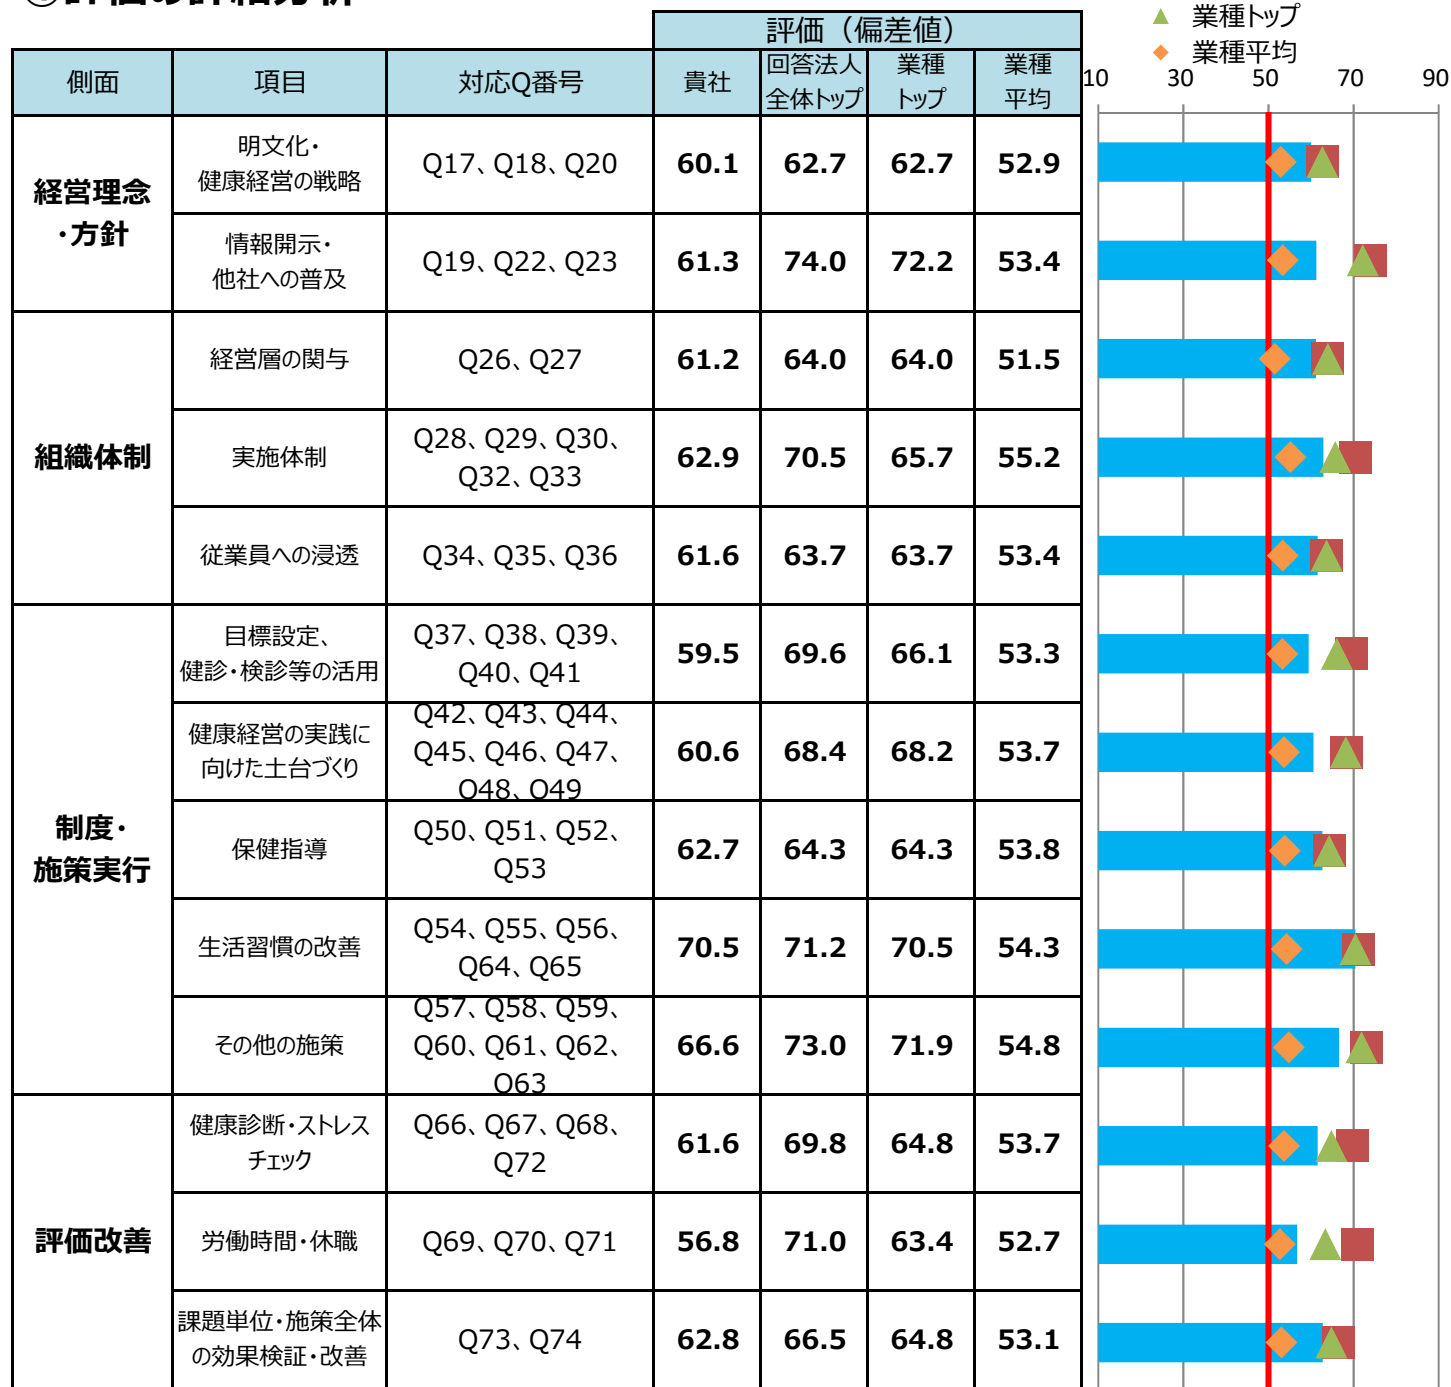 ①評価の詳細分析
▲ 業種トップ
◆ 業種平均
評価（偏差値）
側面 項目 対応Q番号 貴社 回答法人 業種 業種
全体トップ トップ 平均
10 30 50 70 90
経営理念
・方針
明文化・
健康経営の戦略
Q17、Q18、Q20 60.1 62.7 62.7 52.9
情報開示・
他社への普及
Q19、Q22、Q23 61.3 74.0 72.2 53.4
組織体制
経営層の関与 Q26、Q27 61.2 64.0 64.0 51.5
実施体制
Q28、Q29、Q30、
Q32、Q33
62.9 70.5 65.7 55.2
従業員への浸透 Q34、Q35、Q36 61.6 63.7 63.7 53.4
制度・
施策実行
目標設定、
健診・検診等の活用
Q37、Q38、Q39、
Q40、Q41
59.5 69.6 66.1 53.3
健康経営の実践に
向けた土台づくり
Q42、Q43、Q44、
Q45、Q46、Q47、
Q48、Q49
60.6 68.4 68.2 53.7
保健指導
Q50、Q51、Q52、
Q53
62.7 64.3 64.3 53.8
生活習慣の改善
Q54、Q55、Q56、
Q64、Q65
70.5 71.2 70.5 54.3
その他の施策
Q57、Q58、Q59、
Q60、Q61、Q62、
Q63
66.6 73.0 71.9 54.8
評価改善
健康診断・ストレス
チェック
Q66、Q67、Q68、
Q72
61.6 69.8 64.8 53.7
労働時間・休職 Q69、Q70、Q71 56.8 71.0 63.4 52.7
課題単位・施策全体
の効果検証・改善
Q73、Q74 62.8 66.5 64.8 53.1